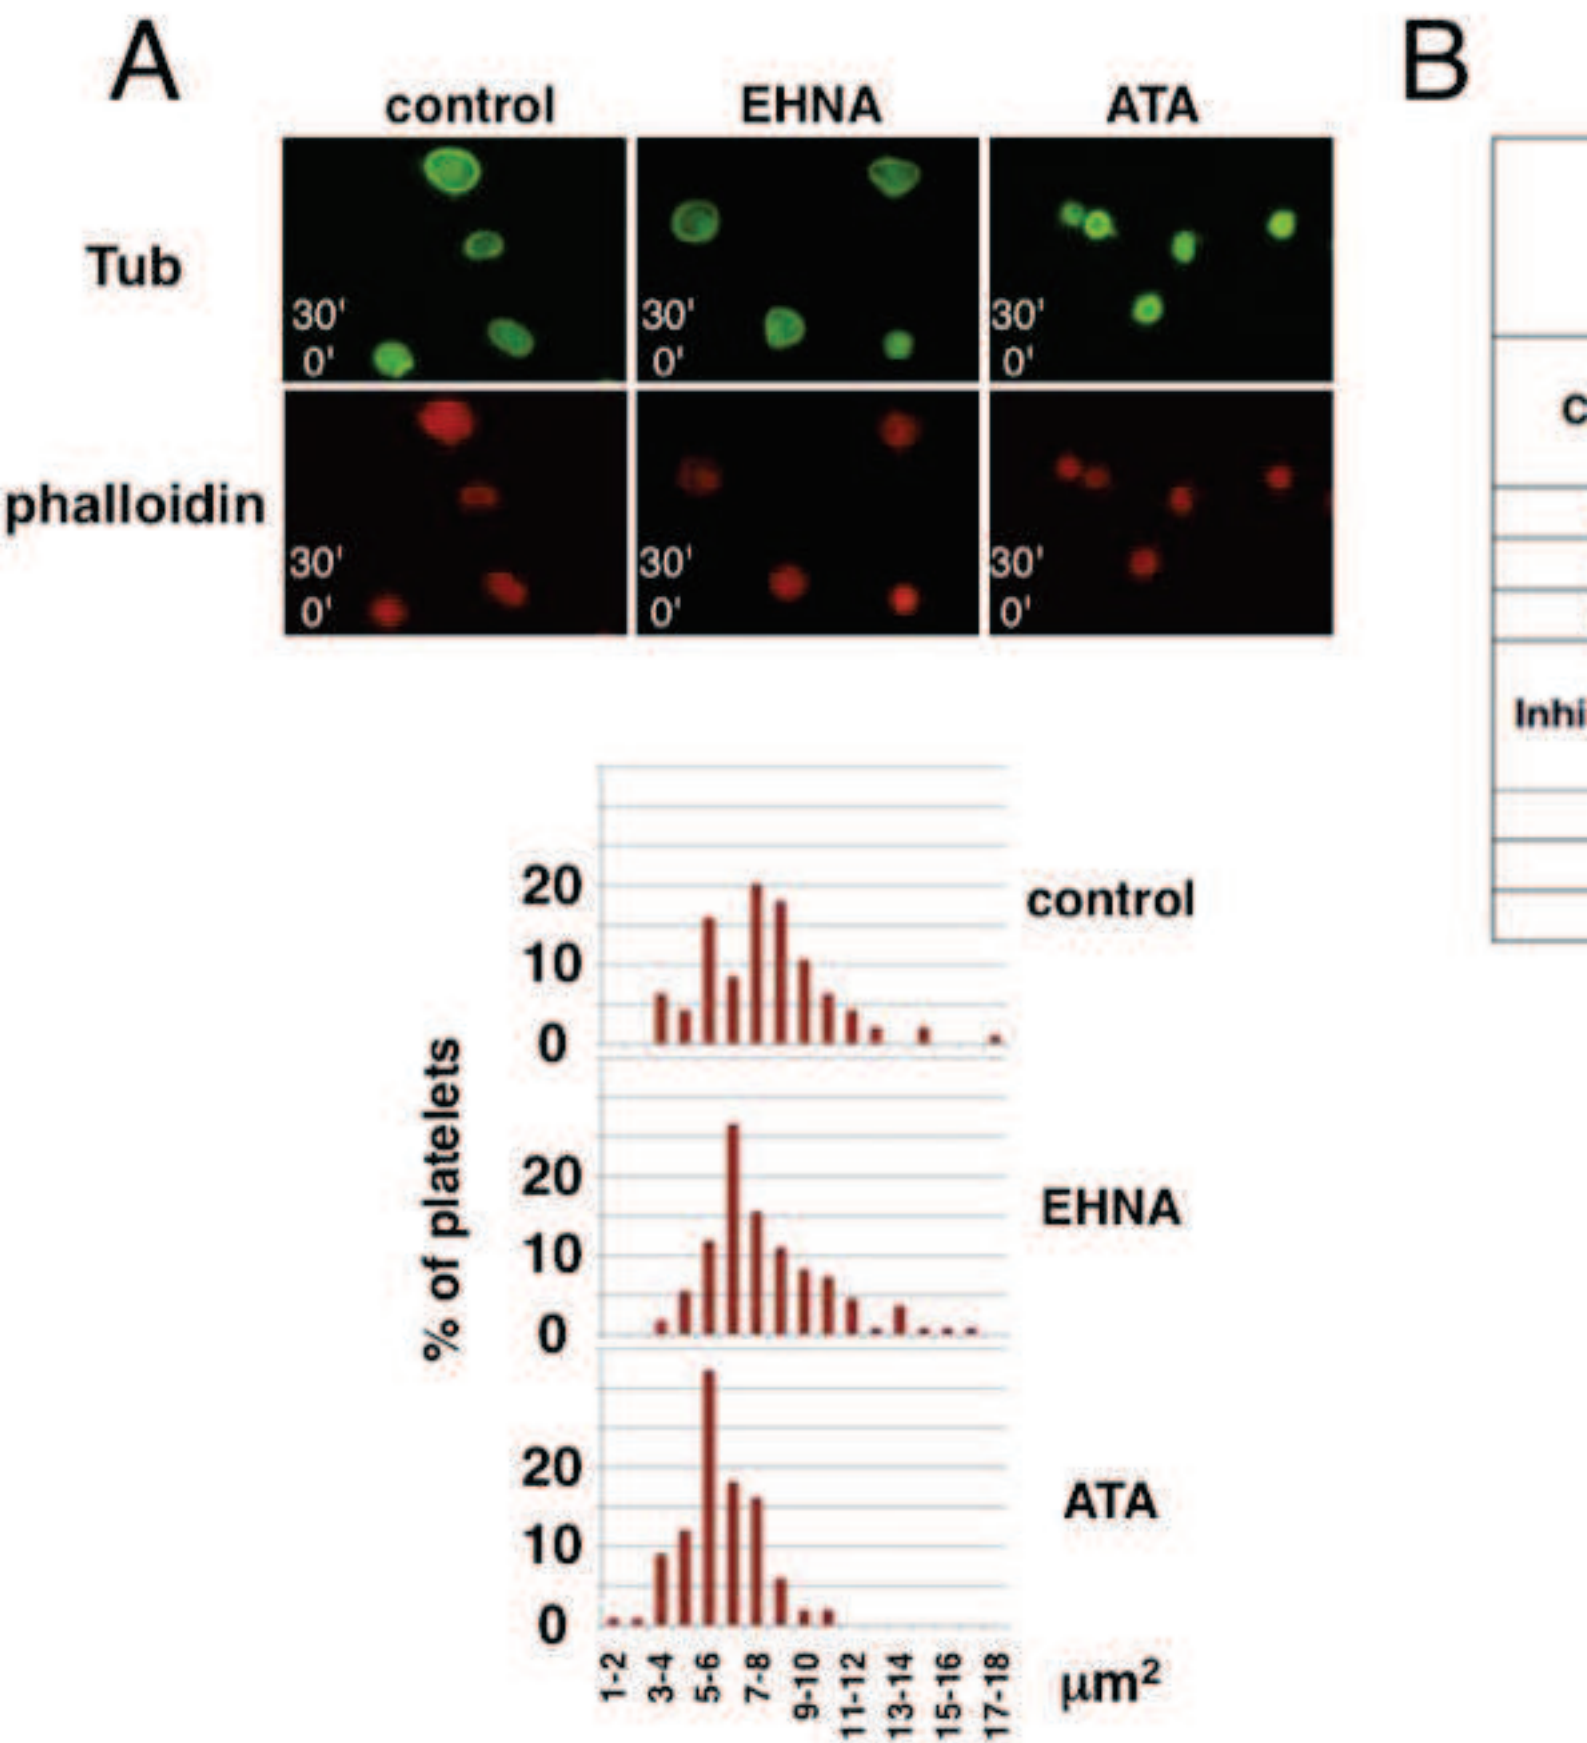 A
B
control EHNA ATA
Tub
30' 30' 30'
0' 0' 0'
phalloidin
30' 30' 30'
0' 0' 0'
Inhi
% of platelets
20
10
0
control
20
10
0
EHNA
20
10
0
ATA
1-2 3-4 5-6 7-8 9-10 11-12 13-14 15-16 17-18 μm²